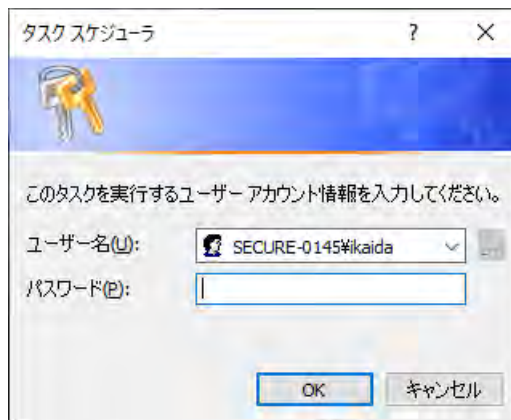 タスク スケジューラ
このタスクを実行するユーザー アカウント情報を入力してください。
ユーザー名(U): SECURE-0145¥ikaida
パスワード(P):
OK キャンセル